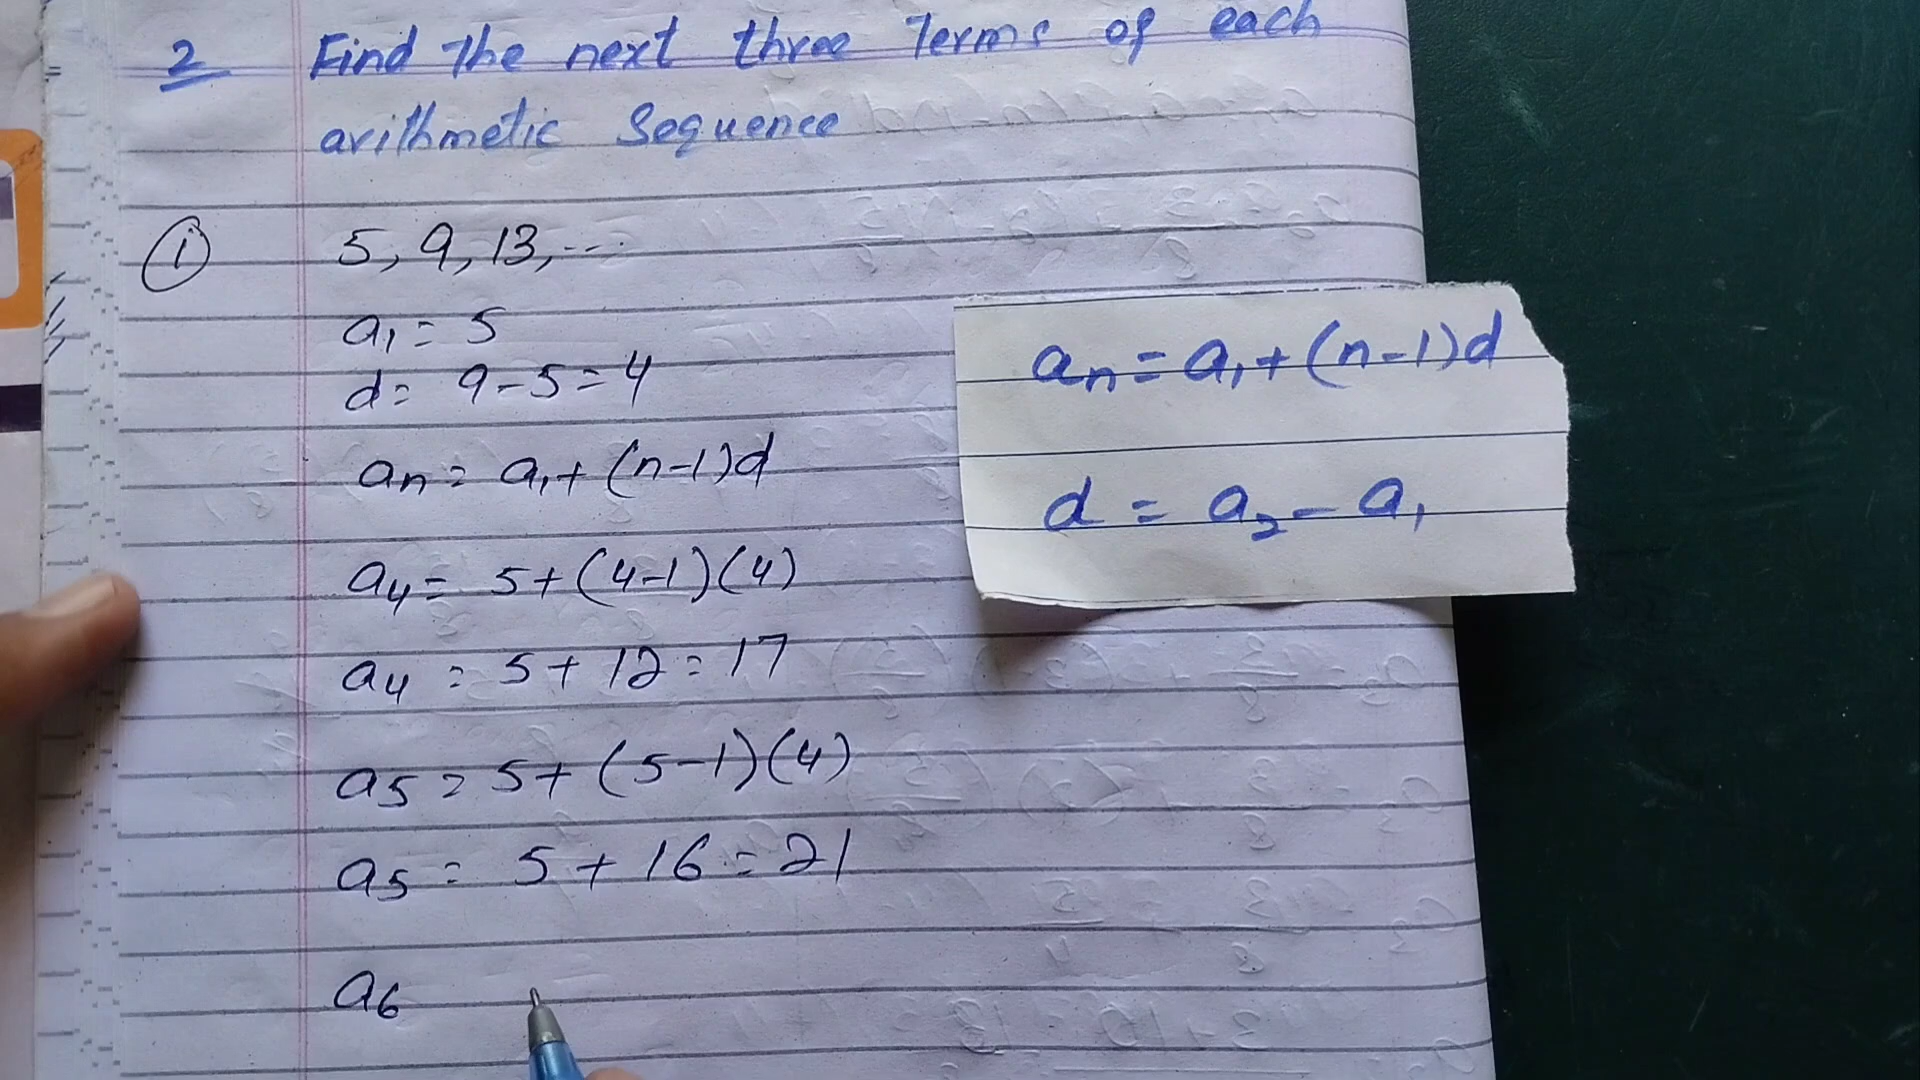 2 Find The next three Terms of each
arithmetic Sequence
① 5, 9, 13, ...
a₁ = 5
d = 9 - 5 = 4
aₙ = a₁ + (n-1)d
a₄ = 5 + (4-1)(4)
a₄ = 5 + 12 = 17
a₅ = 5 + (5-1)(4)
a₅ = 5 + 16 = 21
a₆
aₙ = a₁ + (n-1)d
d = a₂ - a₁